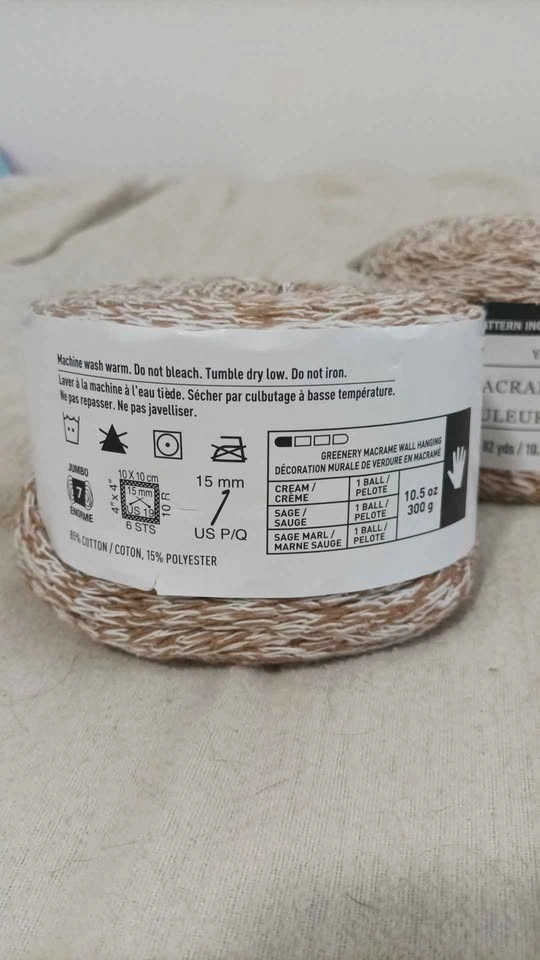 Machine wash warm. Do not bleach. Tumble dry low. Do not iron.
Laver à la machine à l'eau tiède. Sécher par culbutage à basse température.
Ne pas repasser. Ne pas javelliser.
JUMBO
7
ÉNORME
10 X 10 cm
4" x 4"
15 mm
US 19
10 R
6 STS
15 mm
US P/Q
85% COTTON / COTON, 15% POLYESTER
GREENERY MACRAME WALL HANGING
DÉCORATION MURALE DE VERDURE EN MACRAMÉ
CREAM / CRÈME
1 BALL / PELOTE
SAGE / SAUGE
1 BALL / PELOTE
SAGE MARL / MARNE SAUGE
1 BALL / PELOTE
10.5 oz
300 g